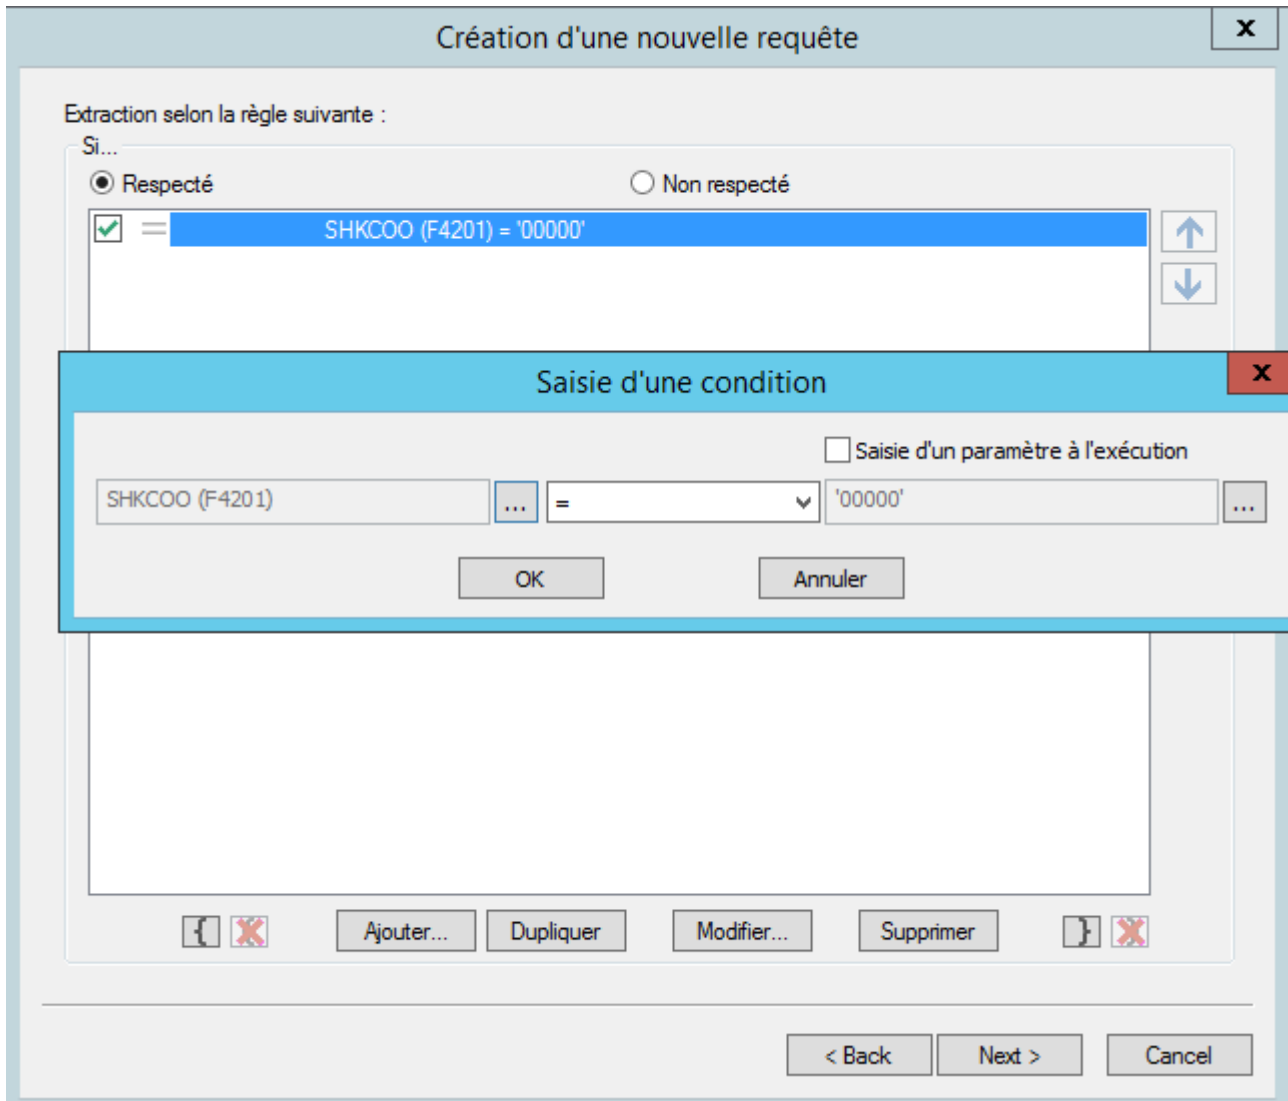 Création d'une nouvelle requête
x
Extraction selon la règle suivante :
Si...
Respecté
Non respecté
SHKCOO (F4201) = '00000'
Saisie d'une condition
x
Saisie d'un paramètre à l'exécution
SHKCOO (F4201)
...
=
'00000'
...
OK
Annuler
{
Ajouter...
Dupliquer
Modifier...
Supprimer
}
< Back
Next >
Cancel